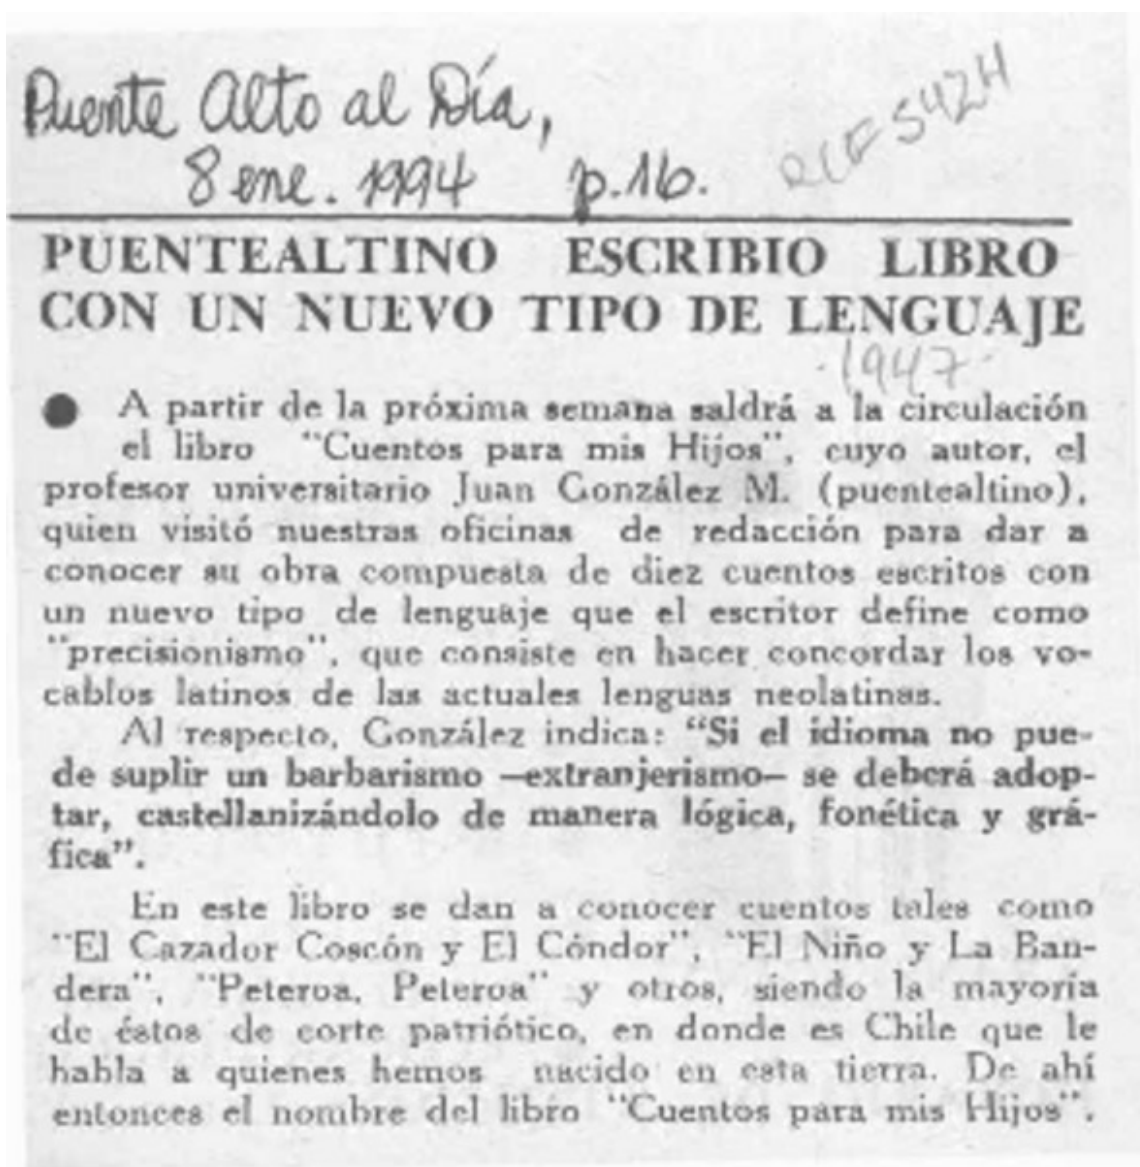 Puente Alto al Día,
8 ene. 1994 p.16.
PUENTEALTINO ESCRIBIO LIBRO
CON UN NUEVO TIPO DE LENGUAJE
1947
● A partir de la próxima semana saldrá a la circulación
el libro "Cuentos para mis Hijos", cuyo autor, el
profesor universitario Juan González M. (puentealtino),
quien visitó nuestras oficinas de redacción para dar a
conocer su obra compuesta de diez cuentos escritos con
un nuevo tipo de lenguaje que el escritor define como
"precisionismo", que consiste en hacer concordar los vo-
cablos latinos de las actuales lenguas neolatinas.
Al respecto, González indica: "Si el idioma no pue-
de suplir un barbarismo —extranjerismo— se deberá adop-
tar, castellanizándolo de manera lógica, fonética y grá-
fica".
En este libro se dan a conocer cuentos tales como
"El Cazador Coscón y El Cóndor", "El Niño y La Ban-
dera", "Peteroa, Peteroa" y otros, siendo la mayoría
de éstos de corte patriótico, en donde es Chile que le
habla a quienes hemos nacido en esta tierra. De ahí
entonces el nombre del libro "Cuentos para mis Hijos".